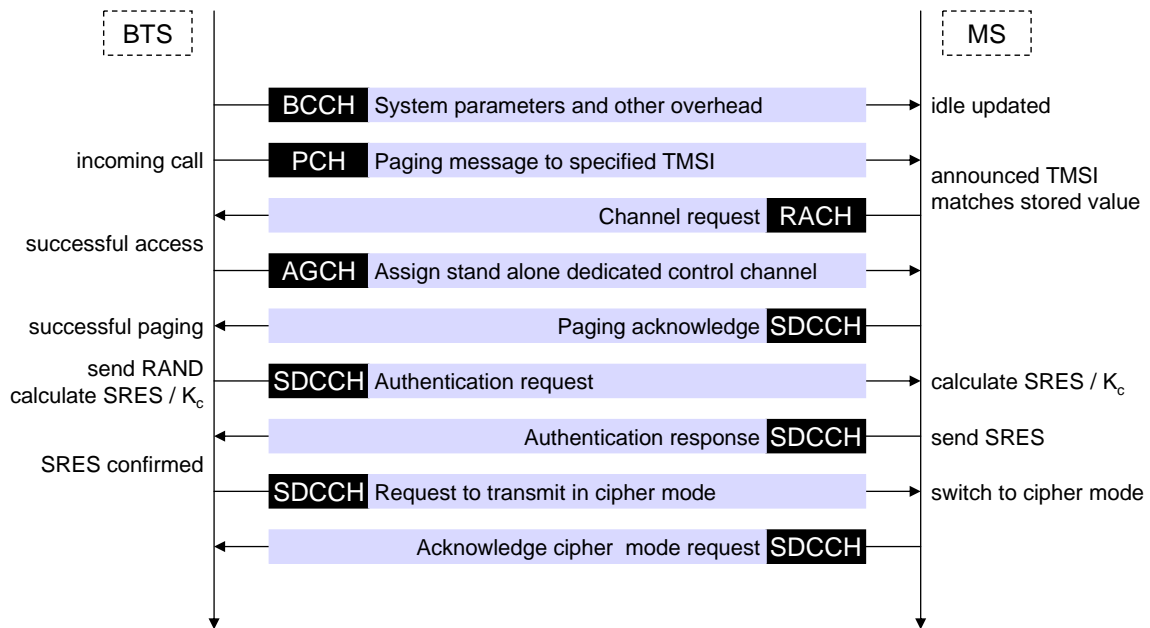 BTS
MS
BCCH System parameters and other overhead
idle updated
incoming call
PCH Paging message to specified TMSI
announced TMSI
matches stored value
Channel request RACH
successful access
AGCH Assign stand alone dedicated control channel
successful paging
Paging acknowledge SDCCH
send RAND
calculate SRES / Kc
SDCCH Authentication request
calculate SRES / Kc
Authentication response SDCCH
send SRES
SRES confirmed
SDCCH Request to transmit in cipher mode
switch to cipher mode
Acknowledge cipher mode request SDCCH